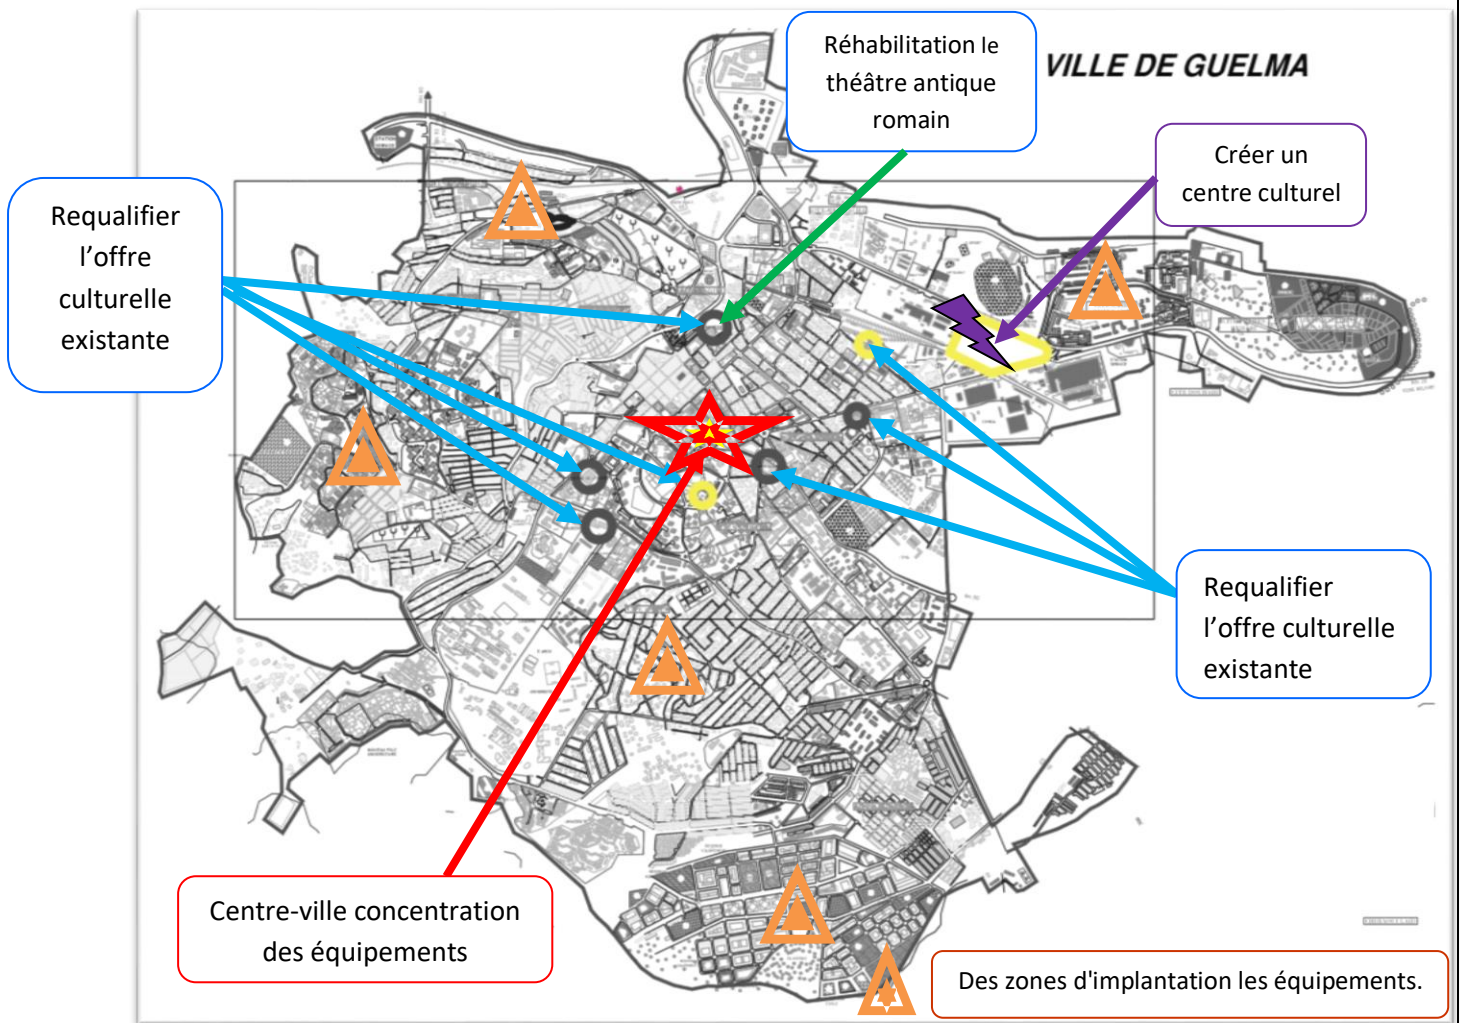 Réhabilitation le
théâtre antique
romain
VILLE DE GUELMA
Créer un
centre culturel
Requalifier
l’offre
culturelle
existante
Requalifier
l’offre culturelle
existante
Centre-ville concentration
des équipements
Des zones d'implantation les équipements.